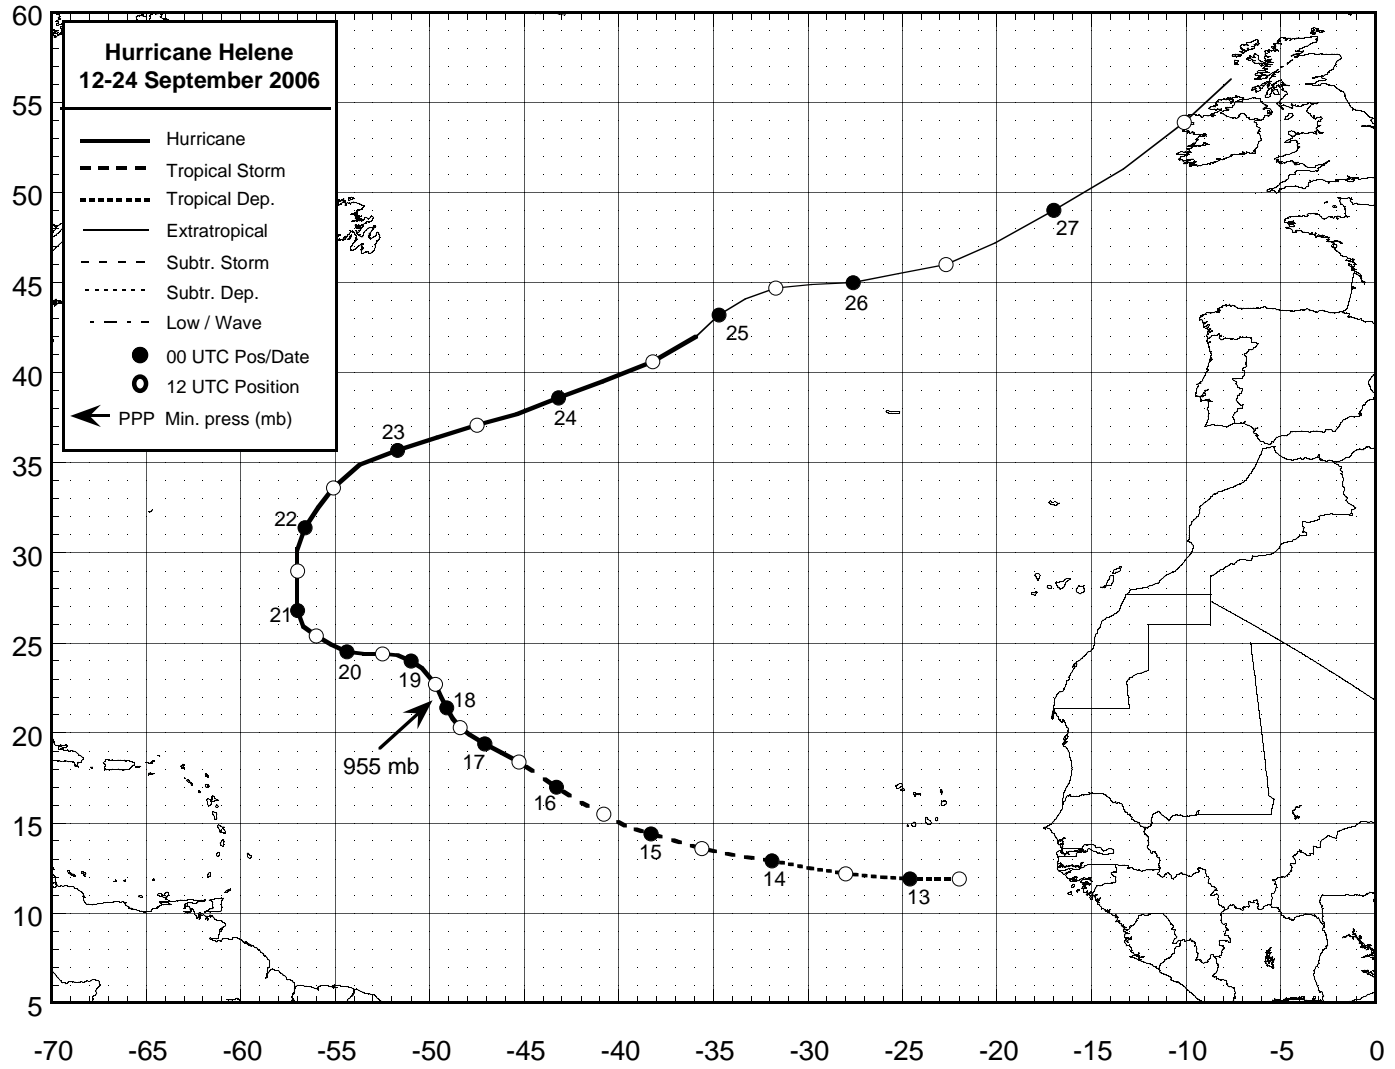 Hurricane Helene
12-24 September 2006
Hurricane
Tropical Storm
Tropical Dep.
Extratropical
Subtr. Storm
Subtr. Dep.
Low / Wave
00 UTC Pos/Date
12 UTC Position
PPP Min. press (mb)
60
55
50
45
40
35
30
25
20
15
10
5
27
26
25
24
23
22
21
20
19
18
955 mb
17
16
15
14
13
-70 -65 -60 -55 -50 -45 -40 -35 -30 -25 -20 -15 -10 -5 0